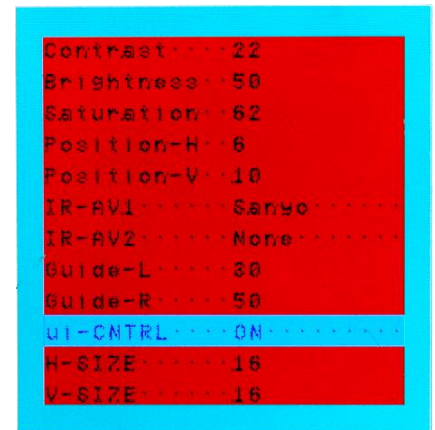 Contrast····22
Brightness··50
Saturation··62
Position-H··6
Position-V··10
IR-AV1······Sanyo······
IR-AV2······None·······
Guide-L·····30
Guide-R·····50
ui-CNTRL····ON·········
H-SIZE······16
V-SIZE······16